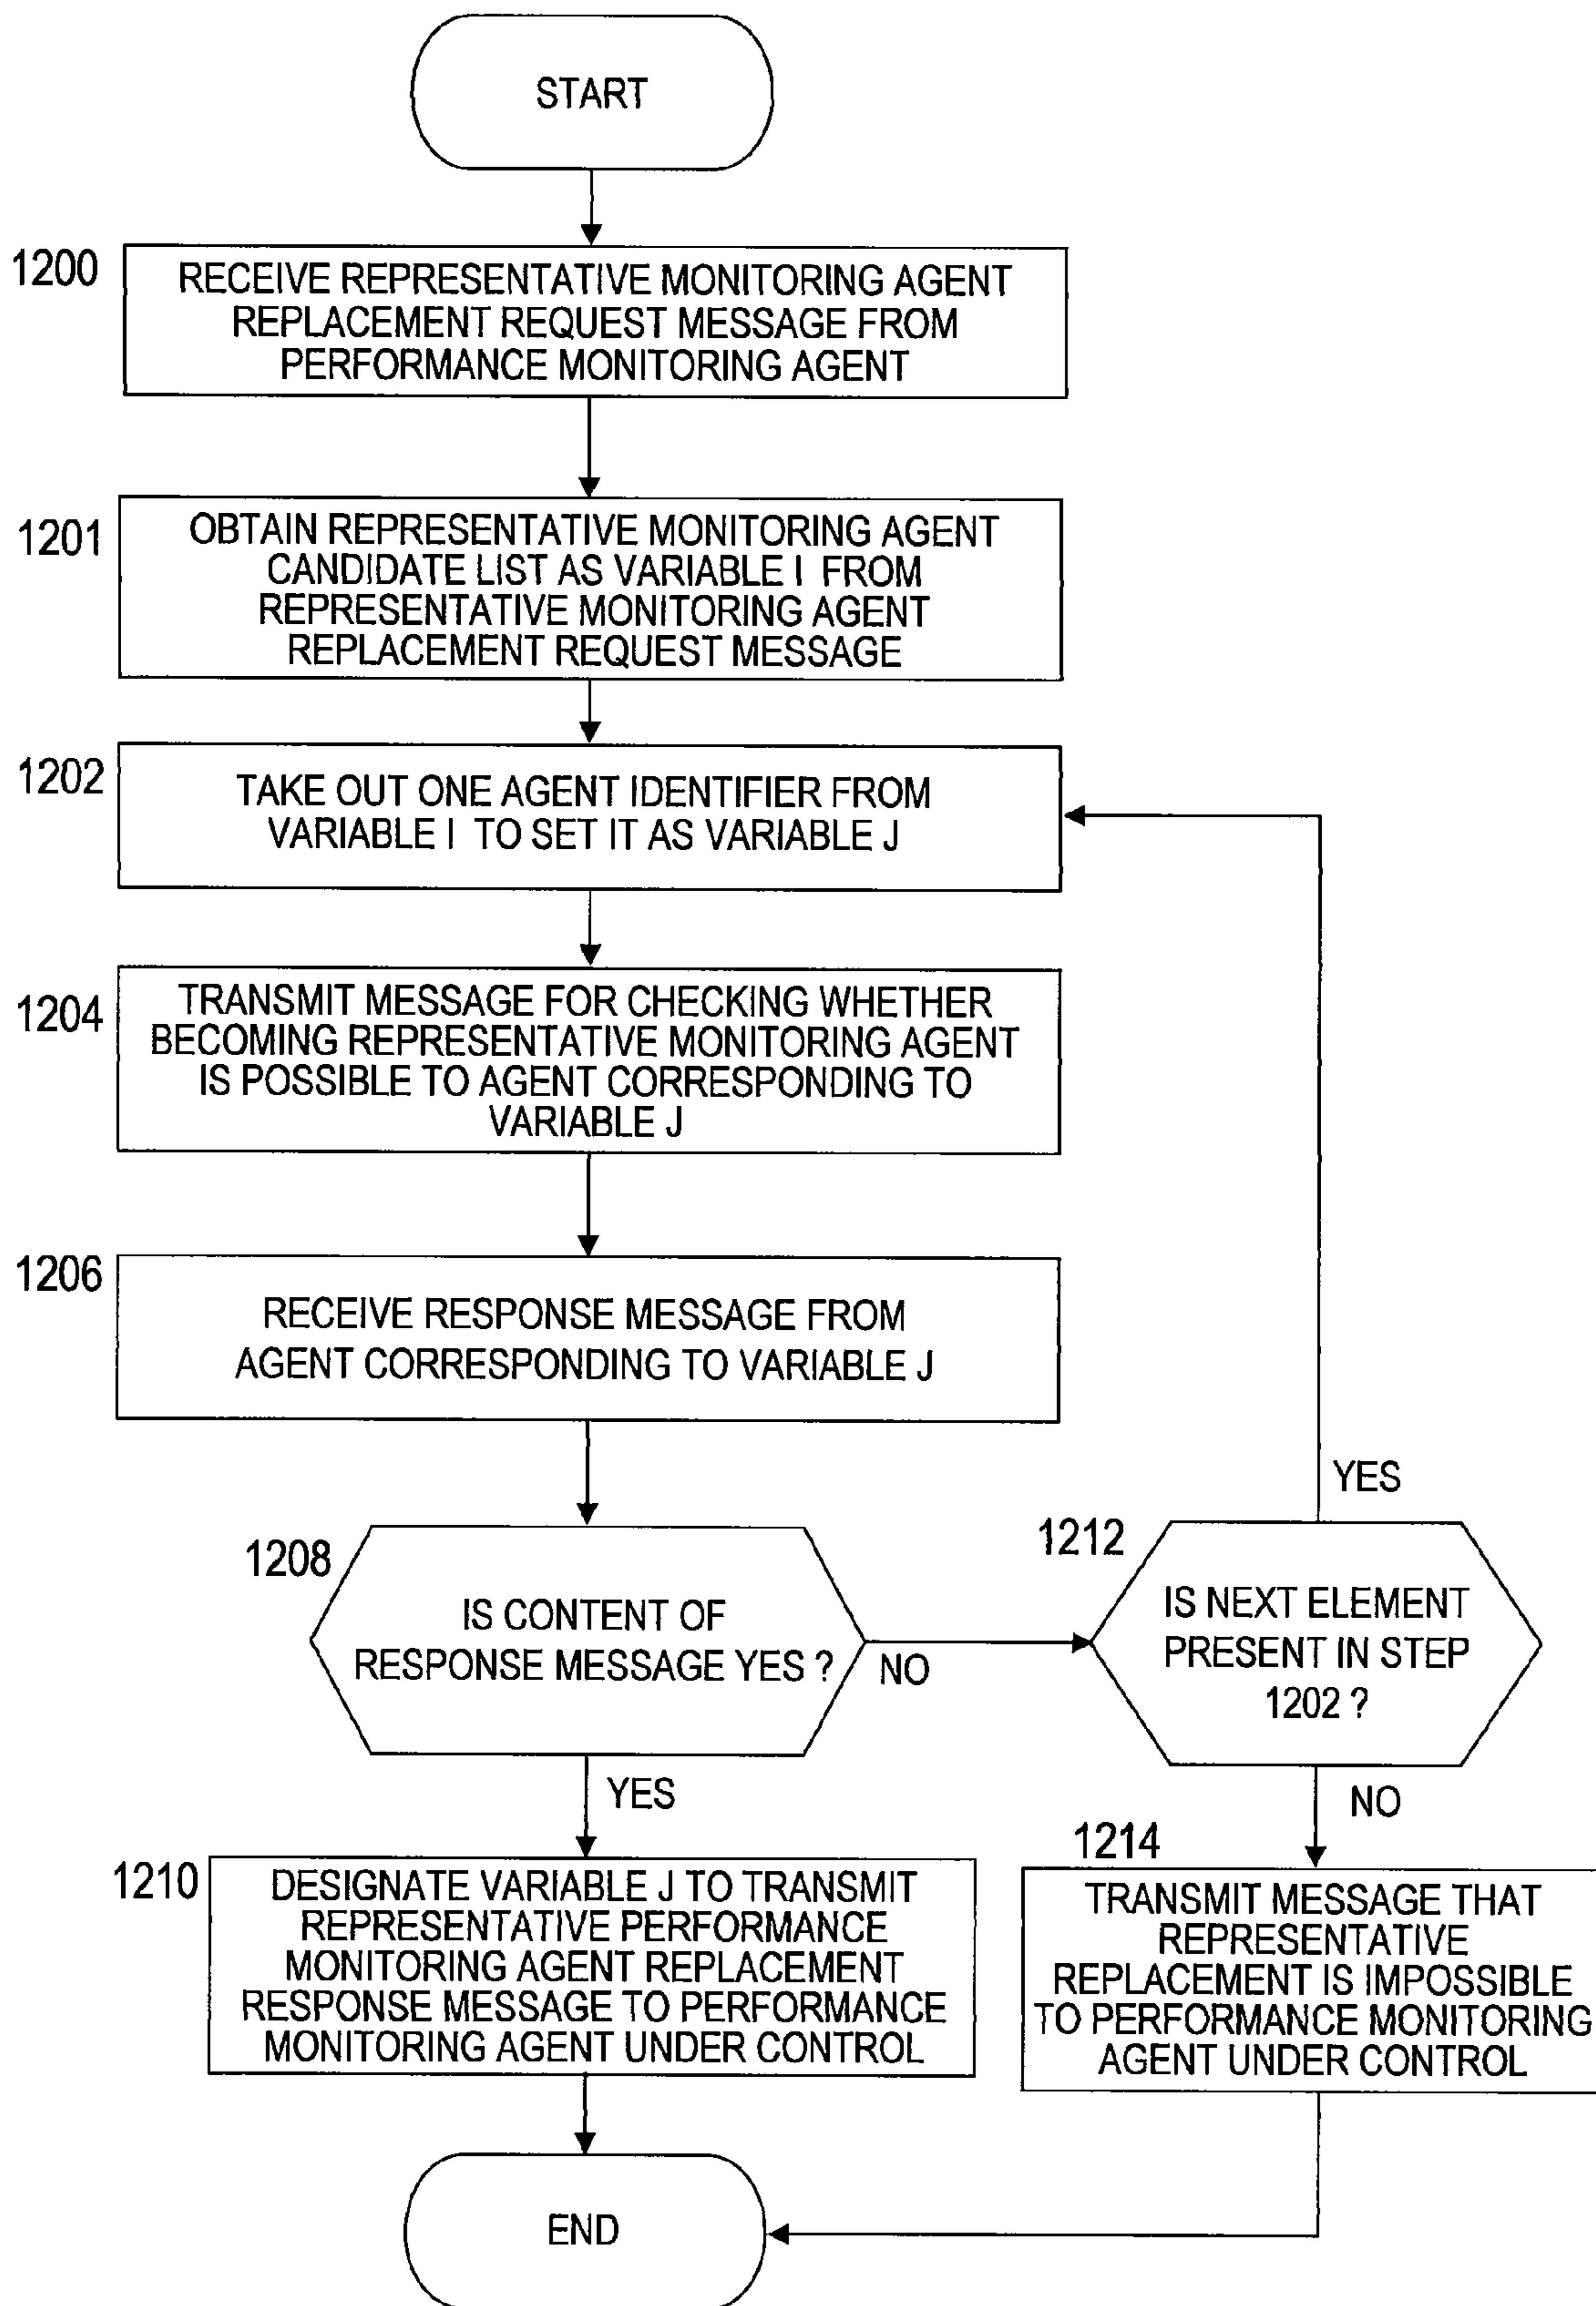 START
1200
RECEIVE REPRESENTATIVE MONITORING AGENT
REPLACEMENT REQUEST MESSAGE FROM
PERFORMANCE MONITORING AGENT
1201
OBTAIN REPRESENTATIVE MONITORING AGENT
CANDIDATE LIST AS VARIABLE I FROM
REPRESENTATIVE MONITORING AGENT
REPLACEMENT REQUEST MESSAGE
1202
TAKE OUT ONE AGENT IDENTIFIER FROM
VARIABLE I TO SET IT AS VARIABLE J
1204
TRANSMIT MESSAGE FOR CHECKING WHETHER
BECOMING REPRESENTATIVE MONITORING AGENT
IS POSSIBLE TO AGENT CORRESPONDING TO
VARIABLE J
1206
RECEIVE RESPONSE MESSAGE FROM
AGENT CORRESPONDING TO VARIABLE J
1208
IS CONTENT OF
RESPONSE MESSAGE YES ?
NO
YES
1212
IS NEXT ELEMENT
PRESENT IN STEP
1202 ?
YES
NO
1210
DESIGNATE VARIABLE J TO TRANSMIT
REPRESENTATIVE PERFORMANCE
MONITORING AGENT REPLACEMENT
RESPONSE MESSAGE TO PERFORMANCE
MONITORING AGENT UNDER CONTROL
1214
TRANSMIT MESSAGE THAT
REPRESENTATIVE
REPLACEMENT IS IMPOSSIBLE
TO PERFORMANCE MONITORING
AGENT UNDER CONTROL
END